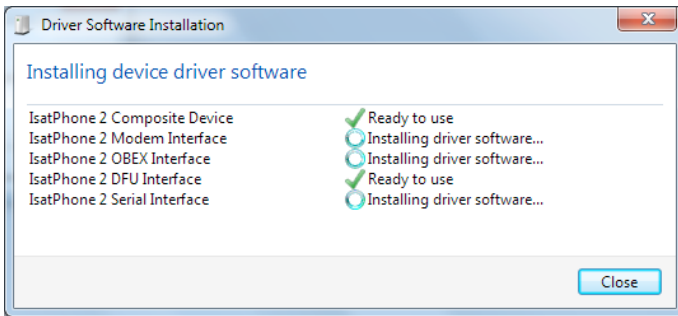 Driver Software Installation
Installing device driver software
IsatPhone 2 Composite Device Ready to use
IsatPhone 2 Modem Interface Installing driver software...
IsatPhone 2 OBEX Interface Installing driver software...
IsatPhone 2 DFU Interface Ready to use
IsatPhone 2 Serial Interface Installing driver software...
Close